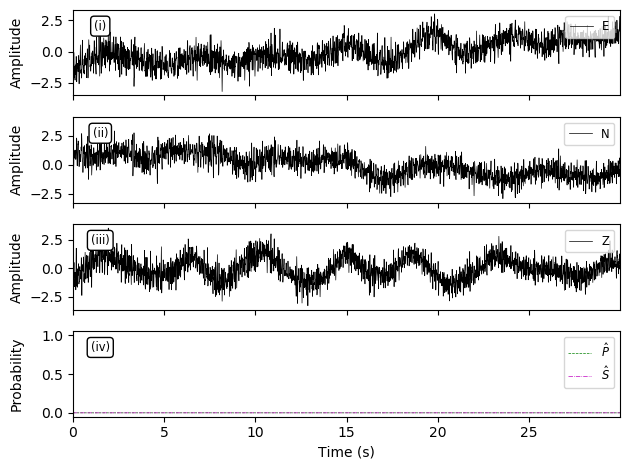 (i)
E
Amplitude
2.5
0.0
−2.5
(ii)
N
Amplitude
2.5
0.0
−2.5
(iii)
Z
Amplitude
2.5
0.0
−2.5
(iv)
P̂
Ŝ
Probability
1.0
0.5
0.0
0 5 10 15 20 25
Time (s)